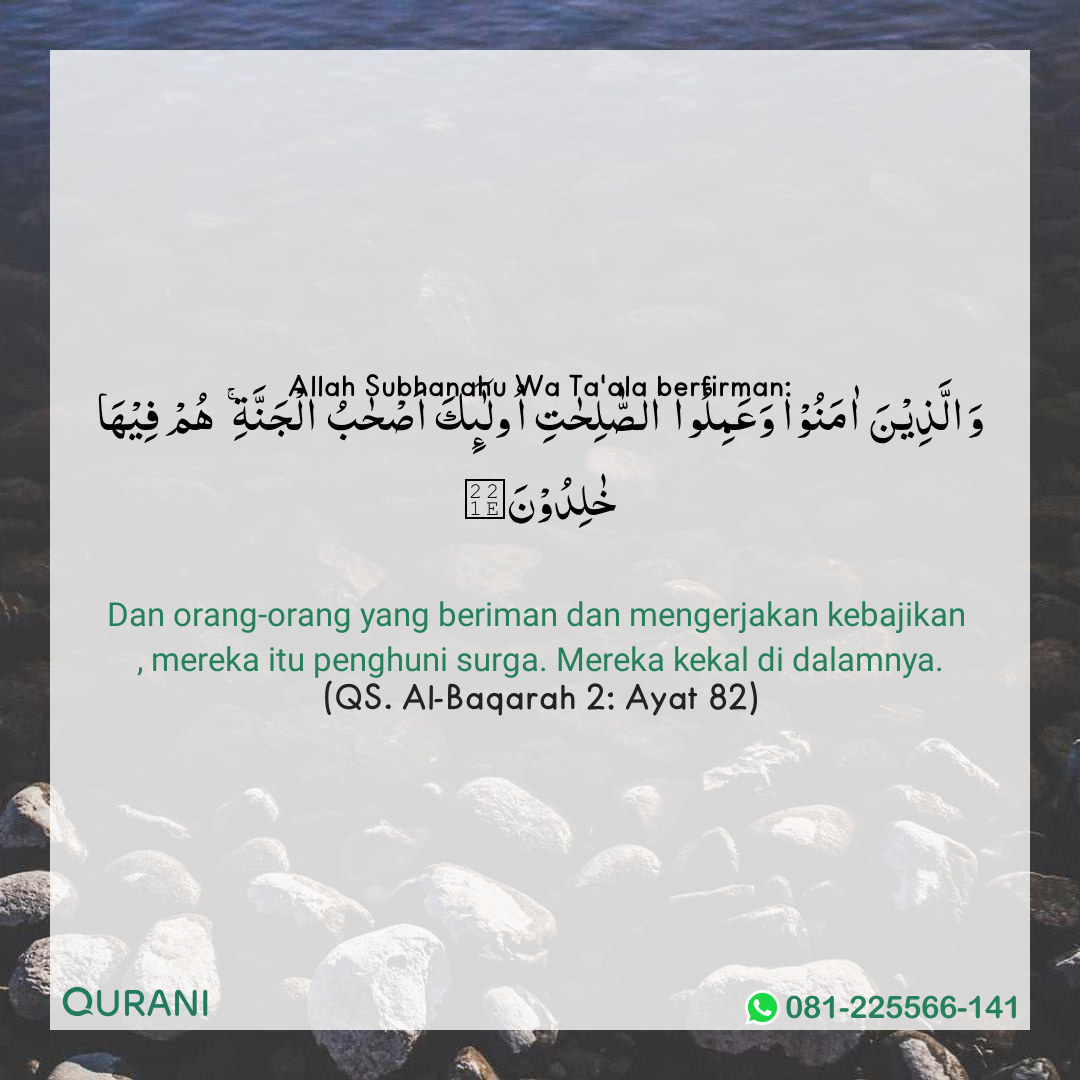 Allah Subhanahu Wa Ta'ala berfirman:
وَالَّذِيْنَ اٰمَنُوْا وَعَمِلُوا الصّٰلِحٰتِ اُولٰٓئِكَ اَصْحٰبُ الْجَنَّةِ ۚ هُمْ فِيْهَا
خٰلِدُوْنَ
Dan orang-orang yang beriman dan mengerjakan kebajikan
, mereka itu penghuni surga. Mereka kekal di dalamnya.
(QS. Al-Baqarah 2: Ayat 82)
QURANI
081-225566-141